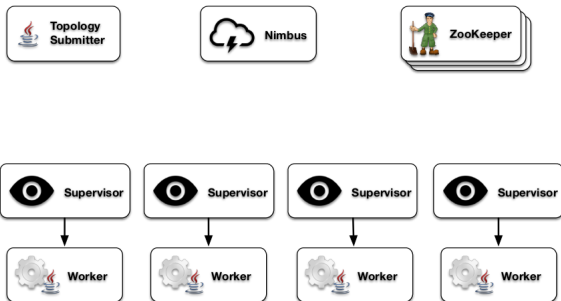 Topology
Submitter
Nimbus
ZooKeeper
Supervisor
Supervisor
Supervisor
Supervisor
Worker
Worker
Worker
Worker